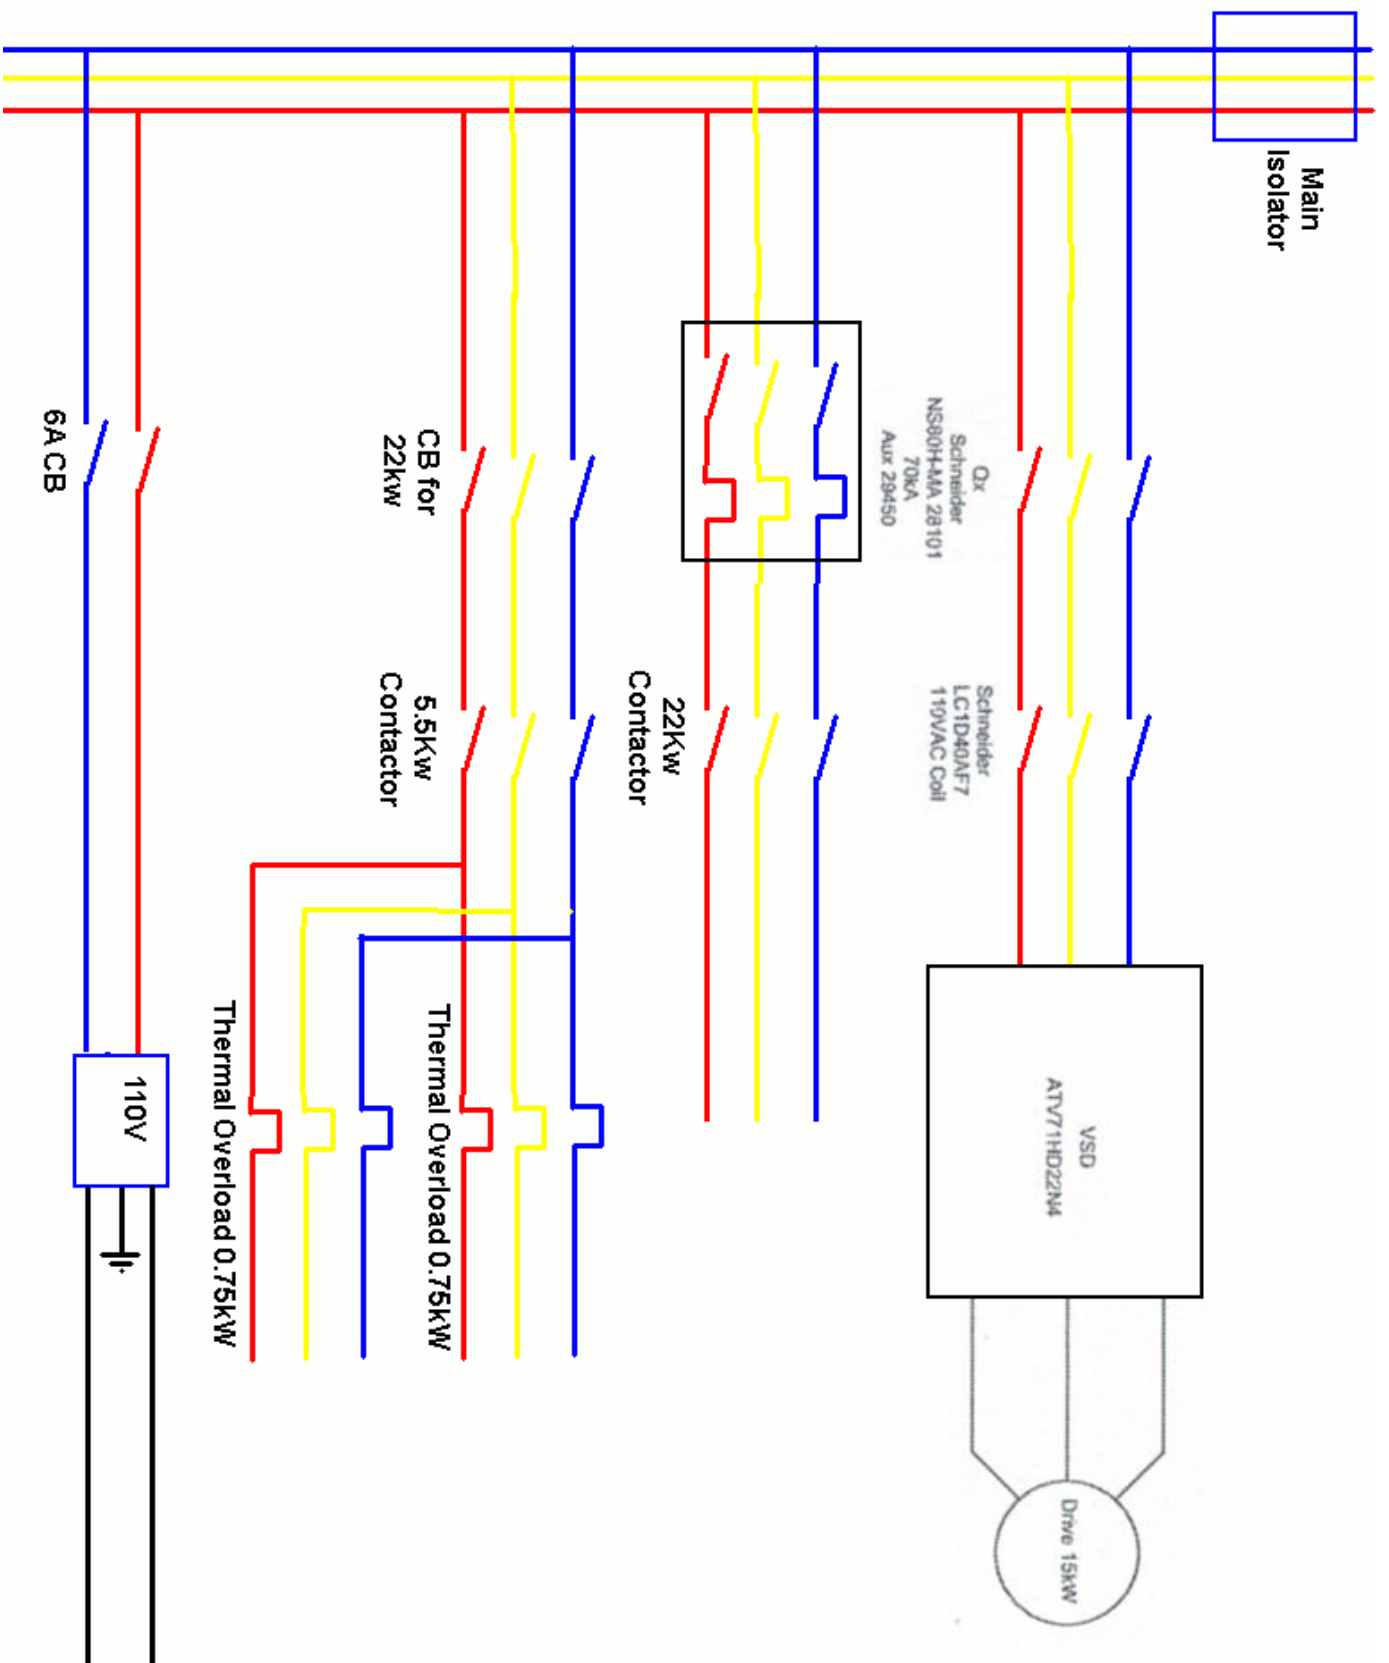 Main
Isolator
Qx
Schneider
NS80H-MA 28101
70kA
Aux 29450
Schneider
LC1D40AF7
110VAC Coil
VSD
ATV71HD22N4
Drive 15kW
22Kw
Contactor
CB for
22kw
5.5Kw
Contactor
Thermal Overload 0.75kW
Thermal Overload 0.75kW
6A CB
110V